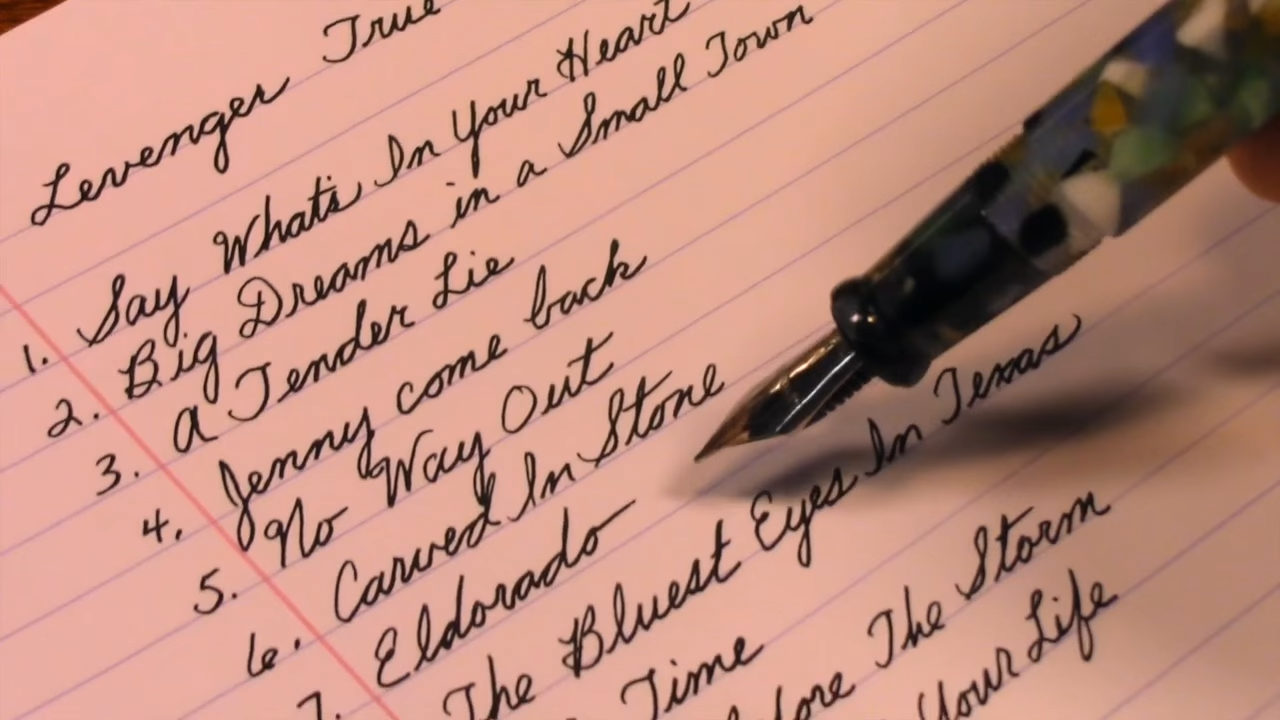 Levenger True
1. Say What's In Your Heart
2. Big Dreams in a Small Town
3. A Tender Lie
4. Jenny come back
5. No Way Out
6. Carved In Stone
7. Eldorado
The Bluest Eyes In Texas
Time
The Storm
Your Life